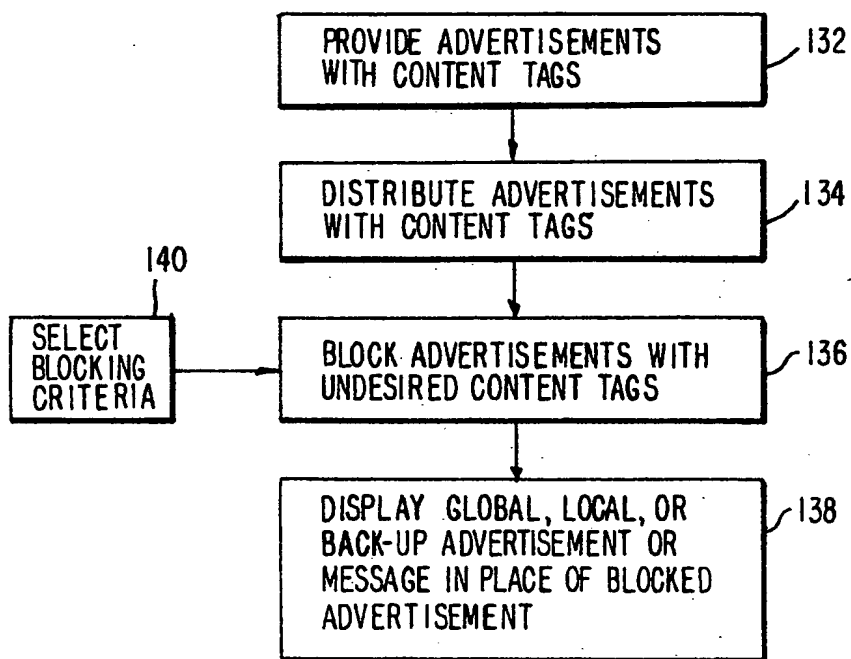 PROVIDE ADVERTISEMENTS
WITH CONTENT TAGS
132
DISTRIBUTE ADVERTISEMENTS
WITH CONTENT TAGS
134
140
SELECT
BLOCKING
CRITERIA
BLOCK ADVERTISEMENTS WITH
UNDESIRED CONTENT TAGS
136
DISPLAY GLOBAL, LOCAL, OR
BACK-UP ADVERTISEMENT OR
MESSAGE IN PLACE OF BLOCKED
ADVERTISEMENT
138